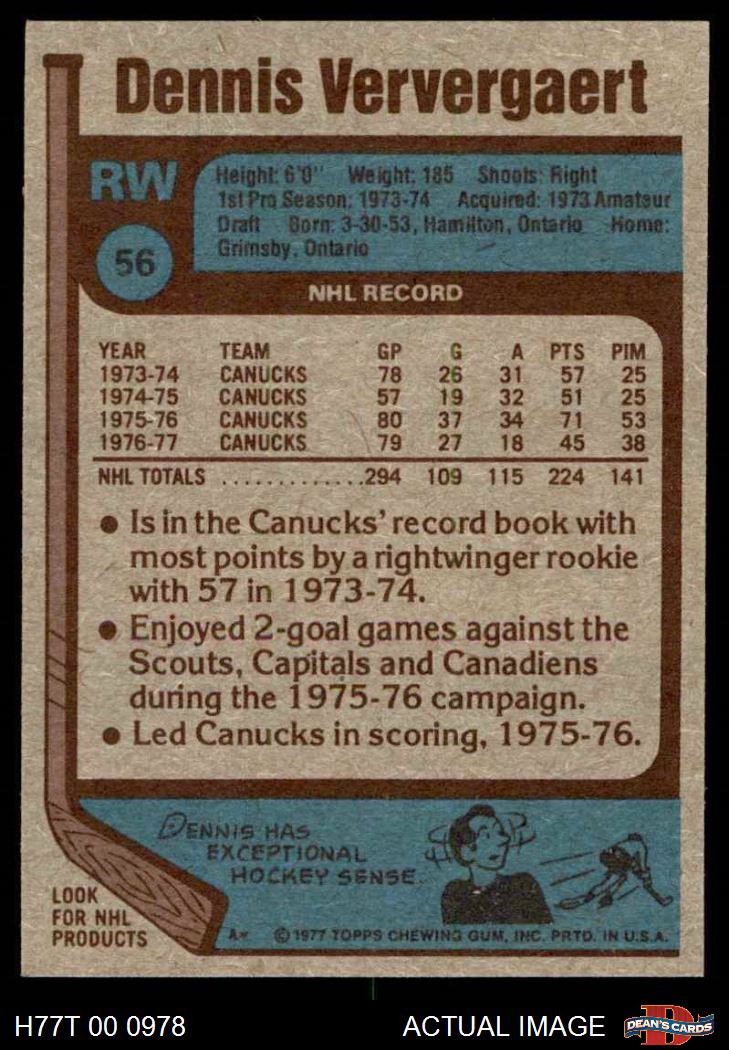 Dennis Ververgaert
RW
56
Height: 6'0" Weight: 185 Shoots: Right
1st Pro Season: 1973-74 Acquired: 1973 Amateur
Draft Born: 3-30-53, Hamilton, Ontario Home:
Grimsby, Ontario
NHL RECORD
YEAR TEAM GP G A PTS PIM
1973-74 CANUCKS 78 26 31 57 25
1974-75 CANUCKS 57 19 32 51 25
1975-76 CANUCKS 80 37 34 71 53
1976-77 CANUCKS 79 27 18 45 38
NHL TOTALS .............294 109 115 224 141
• Is in the Canucks' record book with
most points by a rightwinger rookie
with 57 in 1973-74.
• Enjoyed 2-goal games against the
Scouts, Capitals and Canadiens
during the 1975-76 campaign.
• Led Canucks in scoring, 1975-76.
DENNIS HAS
EXCEPTIONAL
HOCKEY SENSE.
LOOK
FOR NHL
PRODUCTS
A* © 1977 TOPPS CHEWING GUM, INC. PRTD. IN U.S.A.
H77T 00 0978 ACTUAL IMAGE
D
DEAN'S CARDS